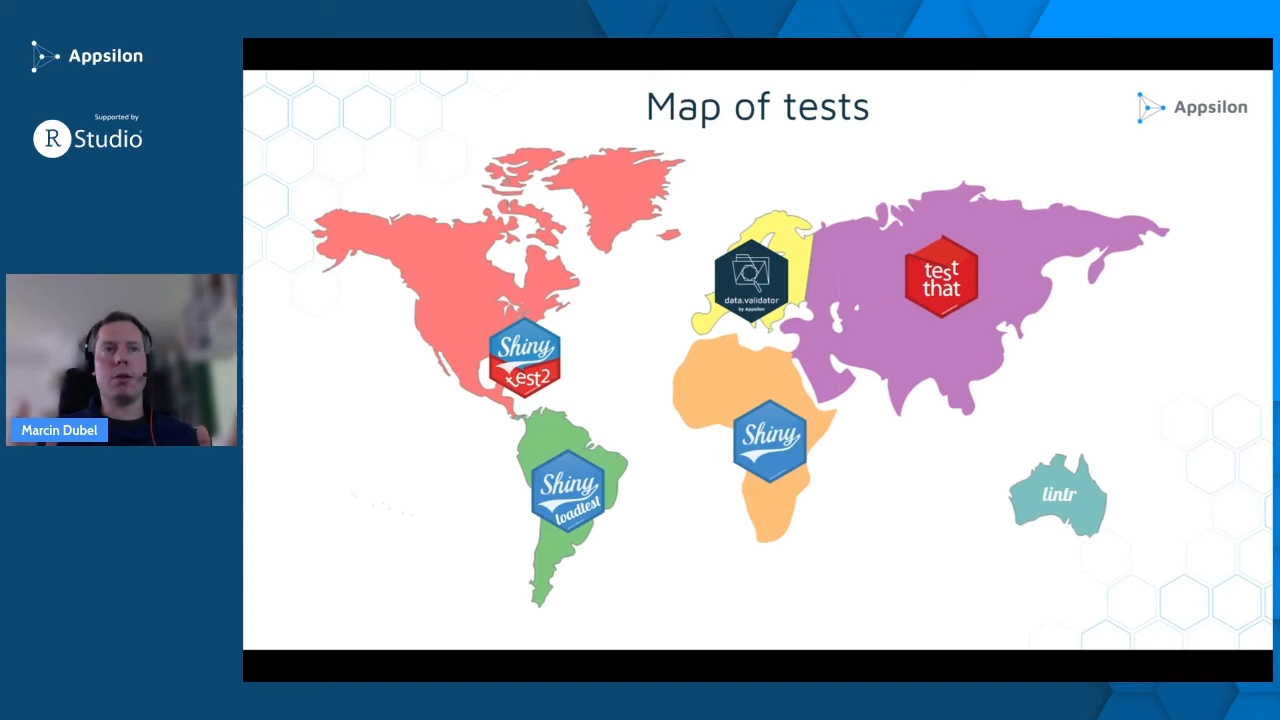 Appsilon
Supported by
R Studio
Map of tests
Appsilon
data.validator
by Appsilon
test
that
Shiny
test2
Shiny
Shiny
loadtest
lintr
Marcin Dubel